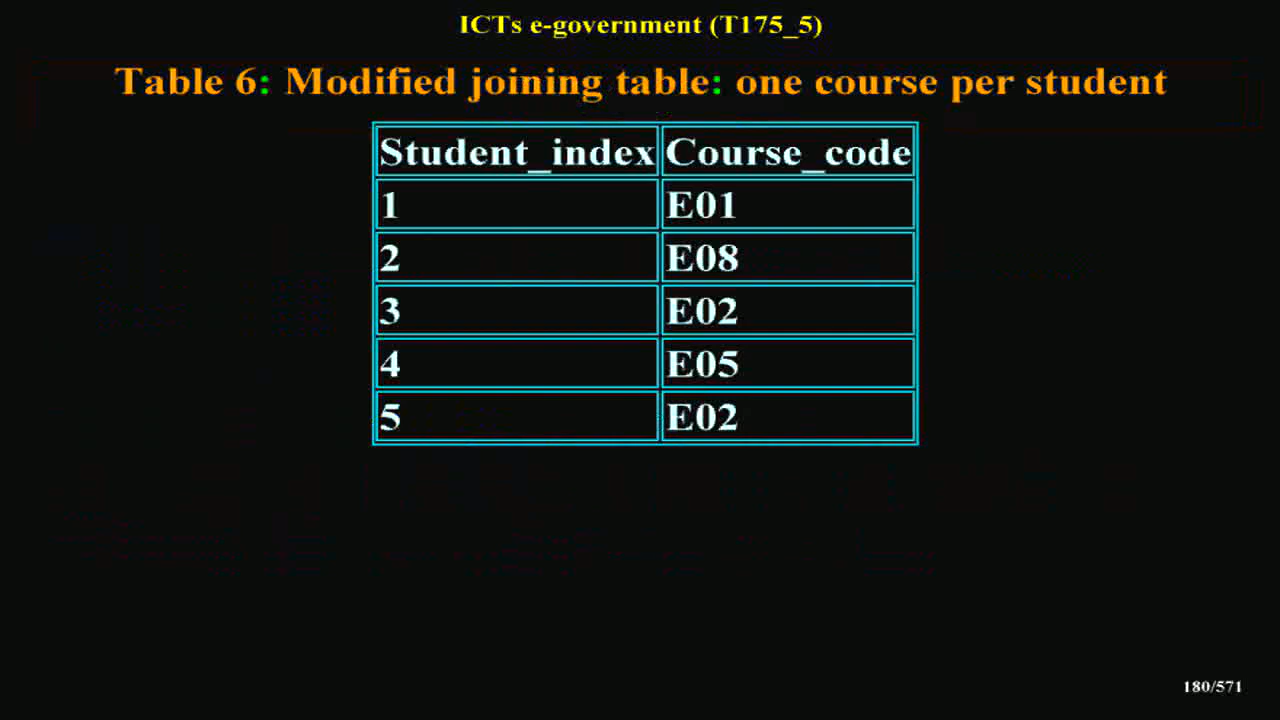 ICTs e-government (T175_5)
Table 6: Modified joining table: one course per student
Student_index Course_code
1 E01
2 E08
3 E02
4 E05
5 E02
180/571